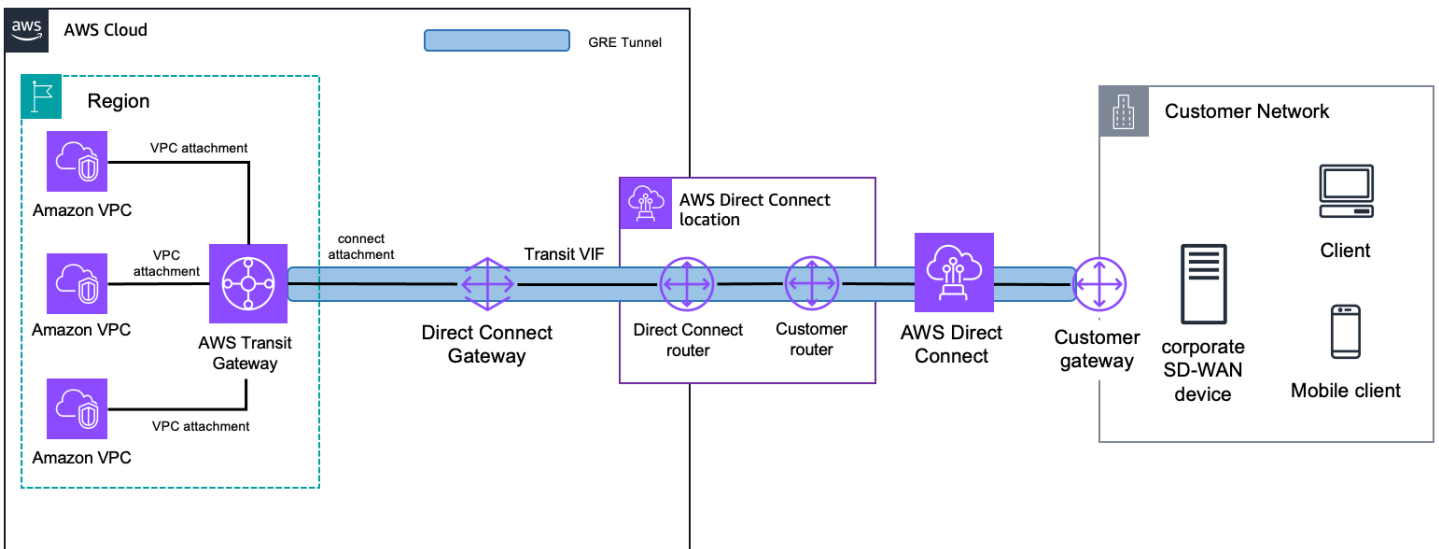 aws
AWS Cloud
GRE Tunnel
Region
VPC attachment
Amazon VPC
VPC
attachment
Amazon VPC
AWS Transit
Gateway
VPC attachment
Amazon VPC
connect
attachment
Transit VIF
Direct Connect
Gateway
AWS Direct Connect
location
Direct Connect
router
Customer
router
AWS Direct
Connect
Customer
gateway
Customer Network
corporate
SD-WAN
device
Client
Mobile client